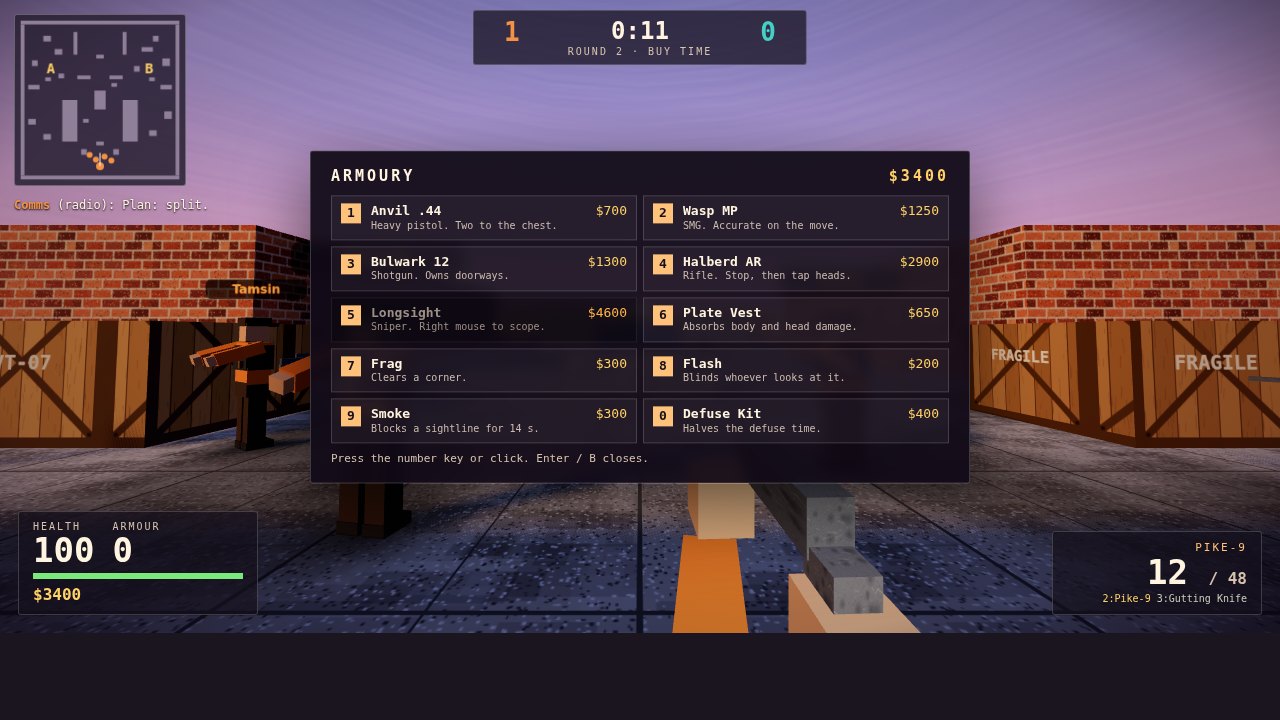 1 0:11 0
ROUND 2 · BUY TIME
A B
Comms (radio): Plan: split.
Tamsin
ARMOURY $3400
1 Anvil .44 $700
Heavy pistol. Two to the chest.
2 Wasp MP $1250
SMG. Accurate on the move.
3 Bulwark 12 $1300
Shotgun. Owns doorways.
4 Halberd AR $2900
Rifle. Stop, then tap heads.
5 Longsight $4600
Sniper. Right mouse to scope.
6 Plate Vest $650
Absorbs body and head damage.
7 Frag $300
Clears a corner.
8 Flash $200
Blinds whoever looks at it.
9 Smoke $300
Blocks a sightline for 14 s.
0 Defuse Kit $400
Halves the defuse time.
Press the number key or click. Enter / B closes.
FRAGILE
FRAGILE
HEALTH ARMOUR
100 0
$3400
PIKE-9
12 / 48
2:Pike-9 3:Gutting Knife